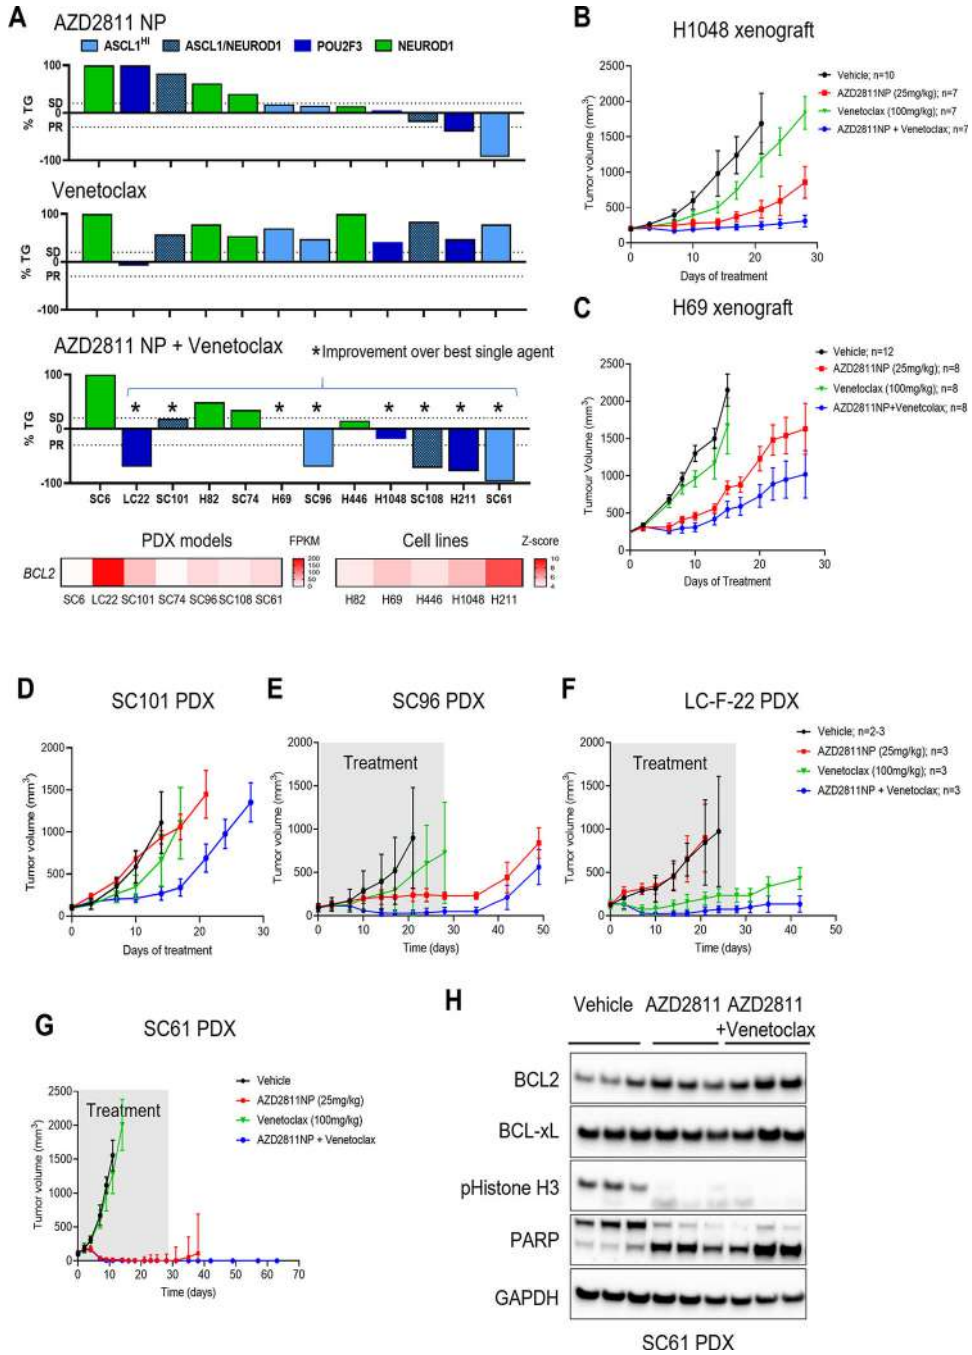 A
AZD2811 NP
ASCL1HI ASCL1/NEUROD1 POU2F3 NEUROD1
100
SD
0
PR
-100
% TG
Venetoclax
100
SD
0
PR
-100
% TG
AZD2811 NP + Venetoclax
*Improvement over best single agent
100
SD
0
PR
-100
% TG
* * * * * * * *
SC6 LC22 SC101 H82 SC74 H69 SC96 H446 H1048 SC108 H211 SC61
PDX models
FPKM
200
150
100
50
0
BCL2
SC6 LC22 SC101 SC74 SC96 SC108 SC61
Cell lines
Z-score
10
8
6
4
H82 H69 H446 H1048 H211
B
H1048 xenograft
Vehicle; n=10
AZD2811NP (25mg/kg); n=7
Venetoclax (100mg/kg); n=7
AZD2811NP + Venetoclax; n=7
Tumor volume (mm3)
2500
2000
1500
1000
500
0
0 10 20 30
Days of treatment
C
H69 xenograft
Vehicle; n=12
AZD2811NP (25mg/kg); n=8
Venetoclax (100mg/kg); n=8
AZD2811NP+Venetcolax; n=8
Tumour Volume (mm3)
2500
2000
1500
1000
500
0
0 10 20 30
Days of Treatment
D
SC101 PDX
Tumor volume (mm3)
2000
1500
1000
500
0
0 10 20 30
Days of treatment
E
SC96 PDX
Treatment
Tumor volume (mm3)
2000
1500
1000
500
0
0 10 20 30 40 50
Time (days)
F
LC-F-22 PDX
Treatment
Vehicle; n=2-3
AZD2811NP (25mg/kg); n=3
Venetoclax (100mg/kg); n=3
AZD2811NP + Venetoclax; n=3
Tumor volume (mm3)
2000
1500
1000
500
0
0 10 20 30 40 50
Time (days)
G
SC61 PDX
Treatment
Vehicle
AZD2811NP (25mg/kg)
Venetoclax (100mg/kg)
AZD2811NP + Venetoclax
Tumor volume (mm3)
2500
2000
1500
1000
500
0
0 10 20 30 40 50 60 70
Time (days)
H
Vehicle AZD2811 AZD2811
+Venetoclax
BCL2
BCL-xL
pHistone H3
PARP
GAPDH
SC61 PDX